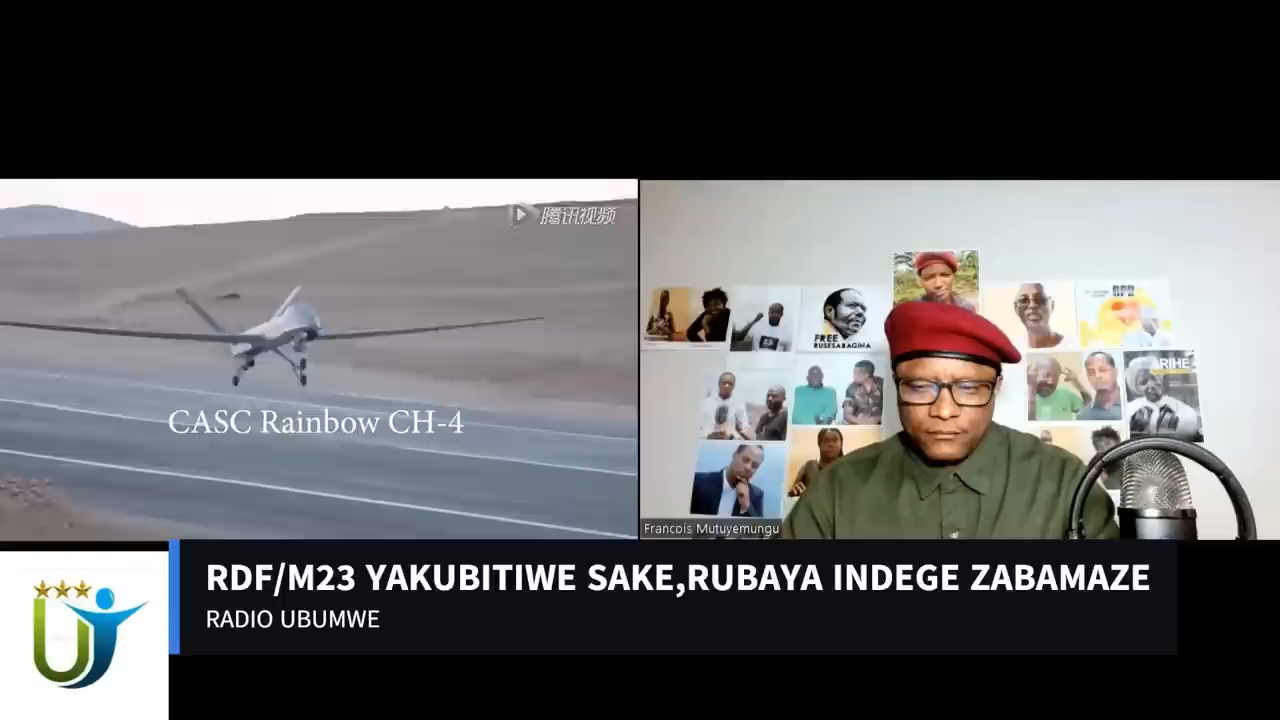 腾讯视频
CASC Rainbow CH-4
FREE
RUSESABAGINA
ARIHE
Francois Mutuyemungu
RDF/M23 YAKUBITIWE SAKE,RUBAYA INDEGE ZABAMAZE
RADIO UBUMWE